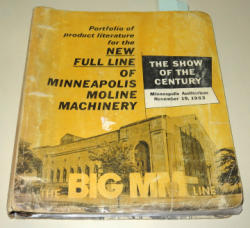 Portfolio of
product literature
for the
NEW
FULL LINE
OF
MINNEAPOLIS
MOLINE
MACHINERY
THE SHOW
OF THE
CENTURY
Minneapolis Auditorium
November 19, 1953
THE BIG MM LINE